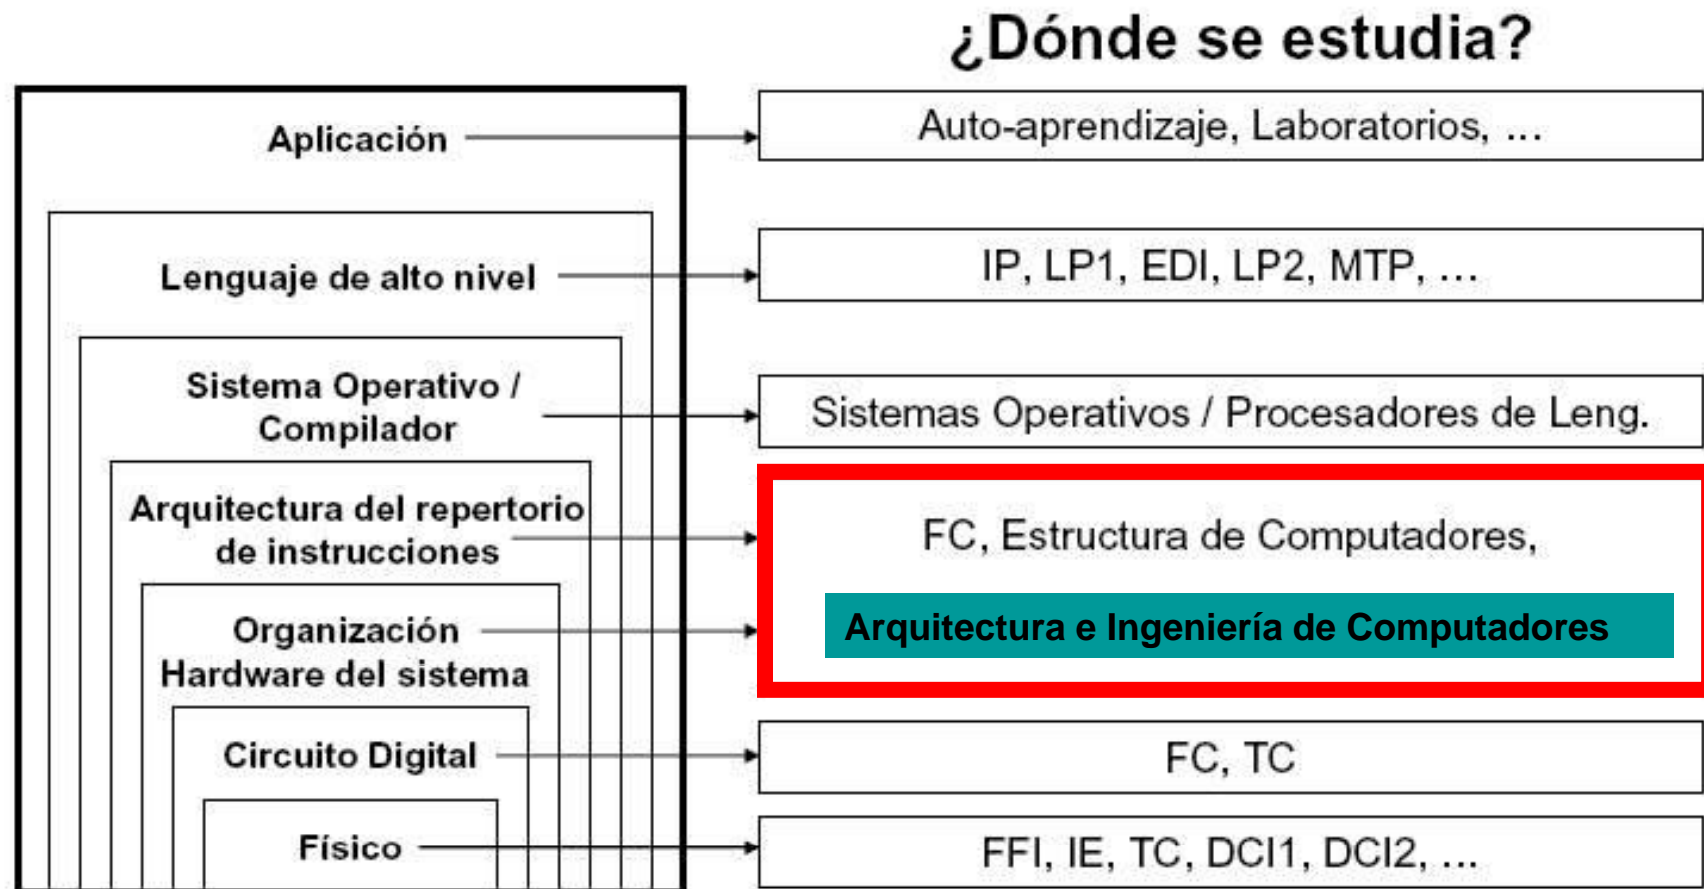 ¿Dónde se estudia?
Aplicación
Auto-aprendizaje, Laboratorios, ...
Lenguaje de alto nivel
IP, LP1, EDI, LP2, MTP, ...
Sistema Operativo /
Compilador
Sistemas Operativos / Procesadores de Leng.
Arquitectura del repertorio
de instrucciones
FC, Estructura de Computadores,
Organización
Hardware del sistema
Arquitectura e Ingeniería de Computadores
Circuito Digital
FC, TC
Físico
FFI, IE, TC, DCI1, DCI2, ...